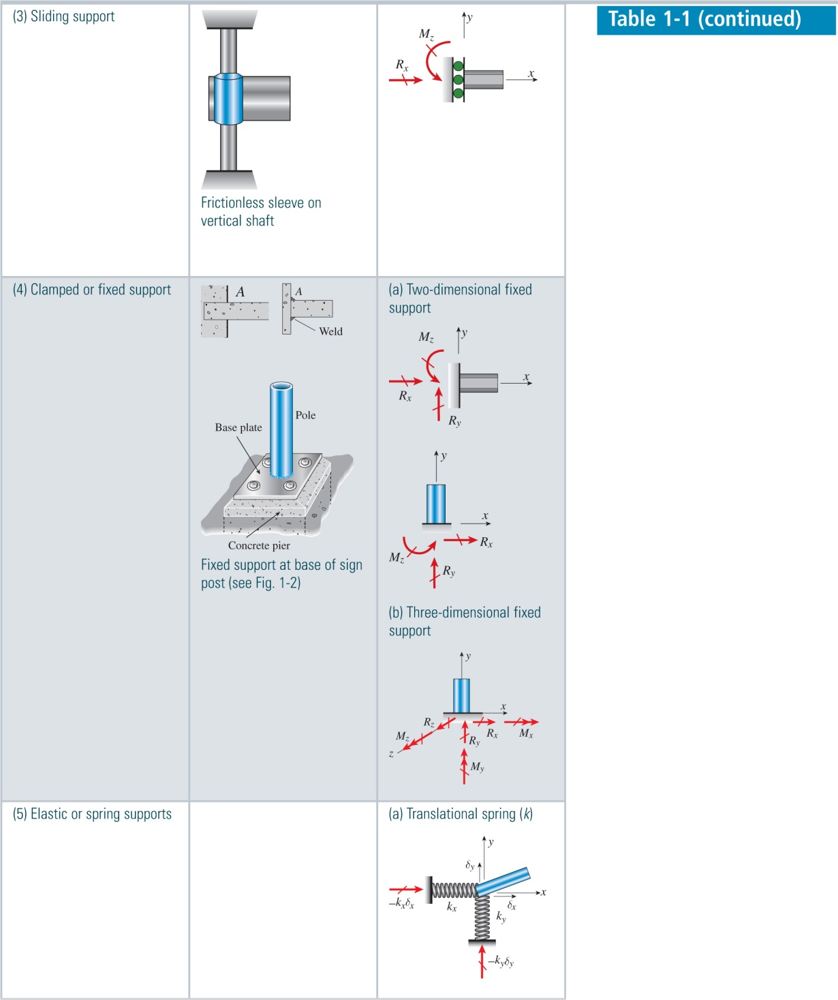 Table 1-1 (continued)
(3) Sliding support
Frictionless sleeve on
vertical shaft
y
M_z
R_x
x
(4) Clamped or fixed support
A
A
Weld
Pole
Base plate
Concrete pier
Fixed support at base of sign
post (see Fig. 1-2)
(a) Two-dimensional fixed
support
M_z
y
x
R_x
R_y
y
x
R_x
M_z
R_y
(b) Three-dimensional fixed
support
y
x
R_z
M_z
R_x
M_x
R_y
z
M_y
(5) Elastic or spring supports
(a) Translational spring (k)
y
δ_y
x
–k_xδ_x
k_x
δ_x
k_y
–k_yδ_y